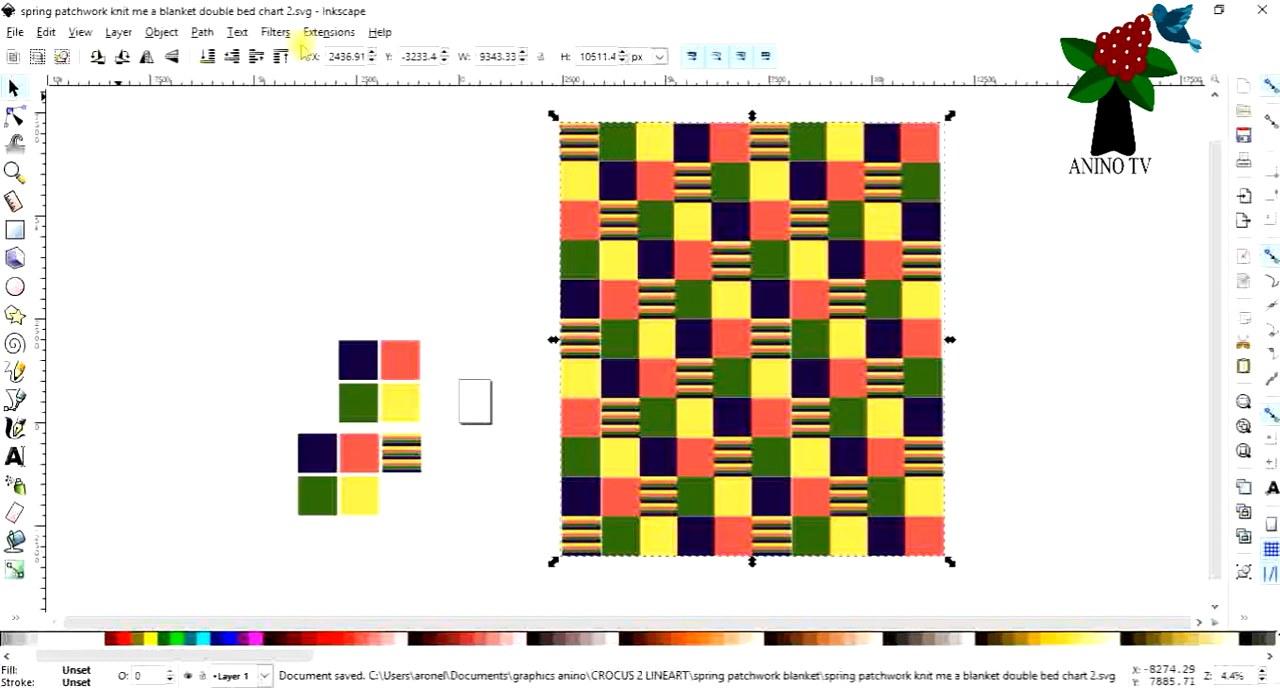 spring patchwork knit me a blanket double bed chart 2.svg - Inkscape
File Edit View Layer Object Path Text Filters Extensions Help
X: 2436.91 Y: -3233.4 W: 9343.33 H: 10511.4 px
ANINO TV
Fill: Unset
Stroke: Unset
O: 0
•Layer 1
Document saved. C:\Users\aronel\Documents\graphics anino\CROCUS 2 LINEART\spring patchwork blanket\spring patchwork knit me a blanket double bed chart 2.svg
X: -8274.29
Y: 7885.71
Z: 4.4%